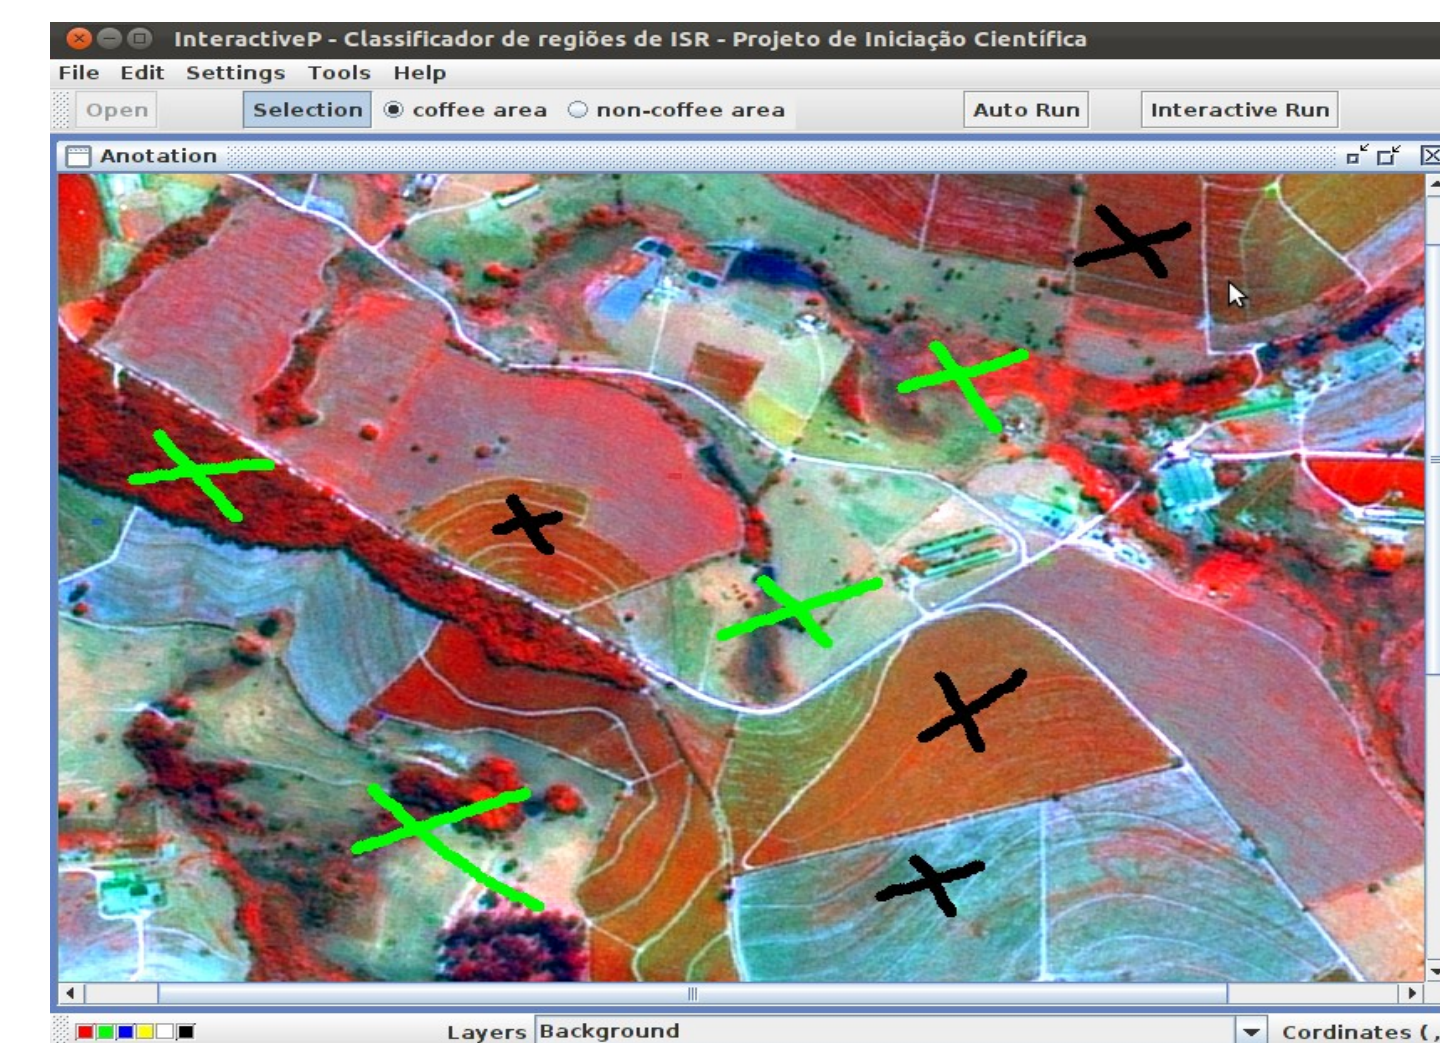 InteractiveP - Classificador de regiões de ISR - Projeto de Iniciação Científica
File Edit Settings Tools Help
Open Selection coffee area non-coffee area Auto Run Interactive Run
Anotation
Layers Background Cordinates ( ,